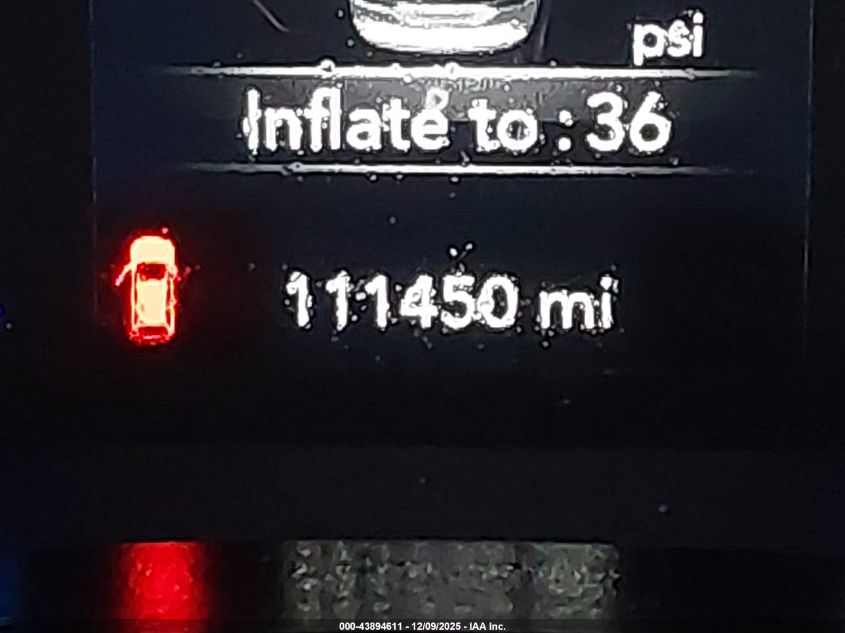 psi
Inflate to : 36
111450 mi
000-43894611 - 12/09/2025 - IAA Inc.